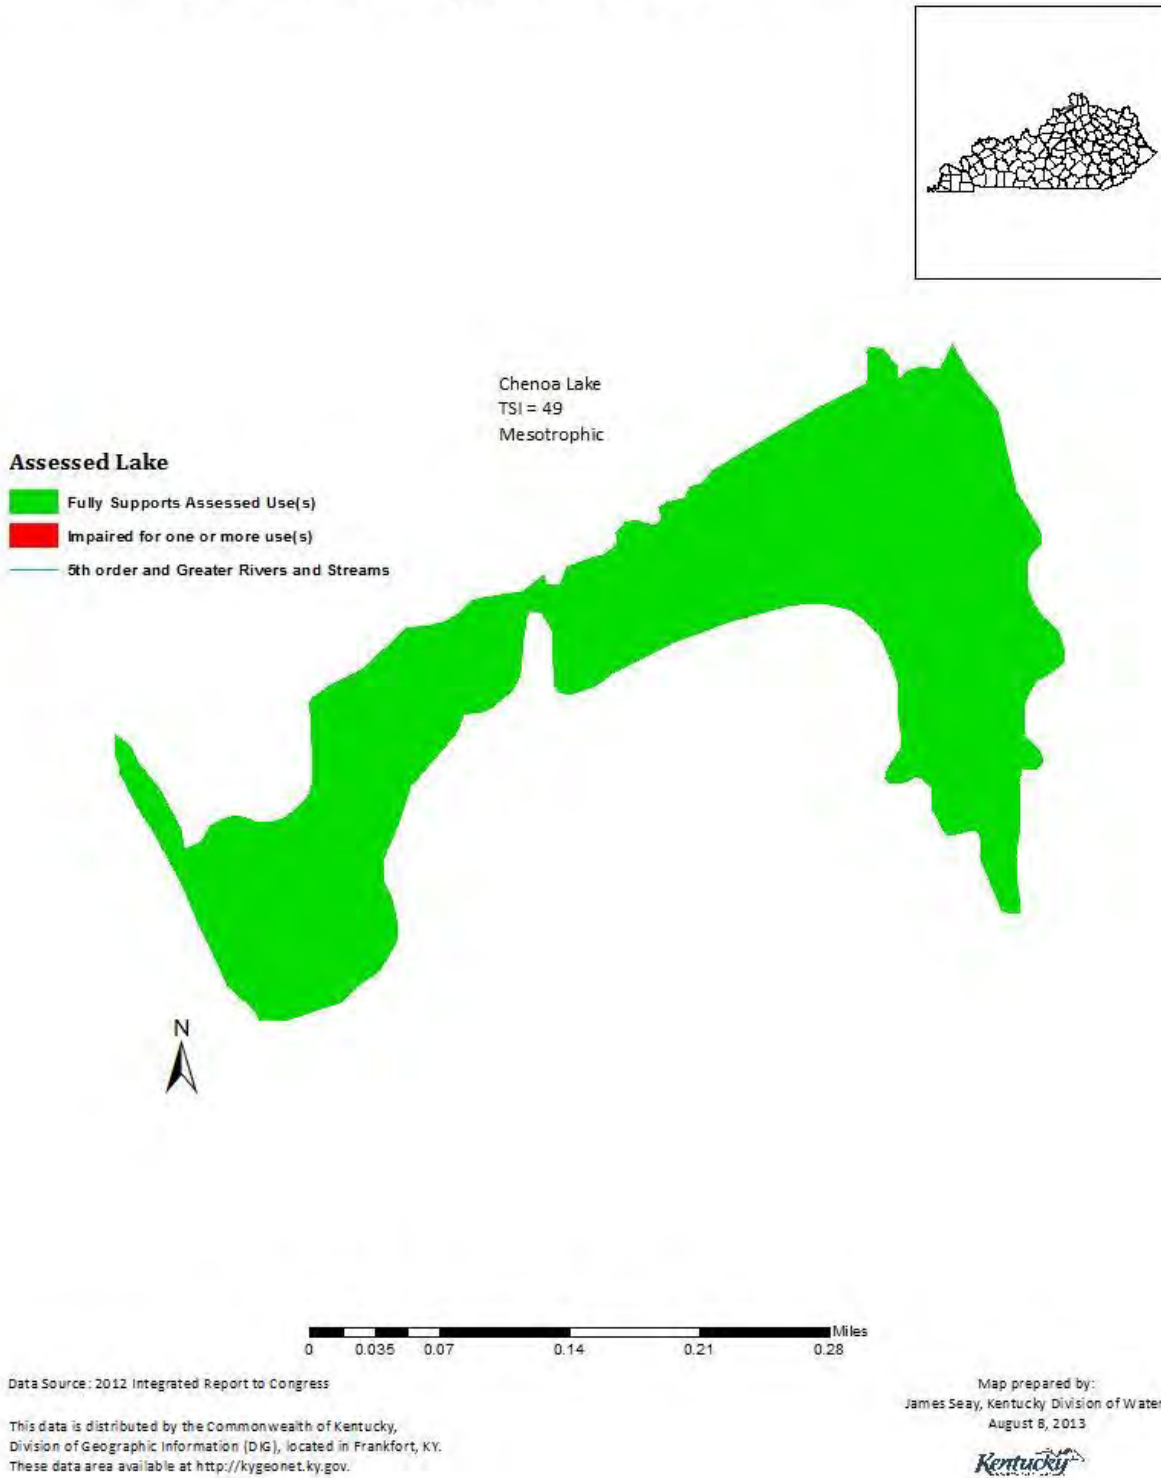 Chenoa Lake
TSI = 49
Mesotrophic
Assessed Lake
Fully Supports Assessed Use(s)
Impaired for one or more use(s)
5th order and Greater Rivers and Streams
N
Miles
0 0.035 0.07 0.14 0.21 0.28
Data Source: 2012 Integrated Report to Congress
This data is distributed by the Commonwealth of Kentucky,
Division of Geographic Information (DIG), located in Frankfort, KY.
These data area available at http://kygeonet.ky.gov.
Map prepared by:
James Seay, Kentucky Division of Water
August 8, 2013
Kentucky